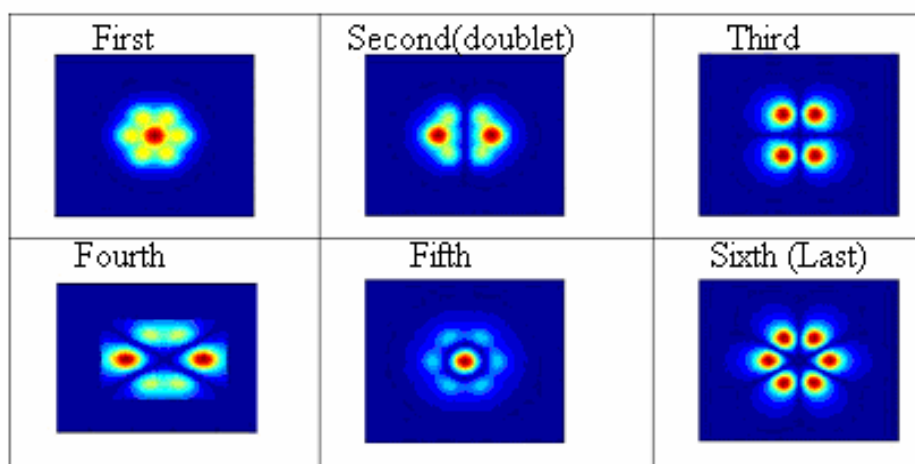 First
Second(doublet)
Third
Fourth
Fifth
Sixth (Last)